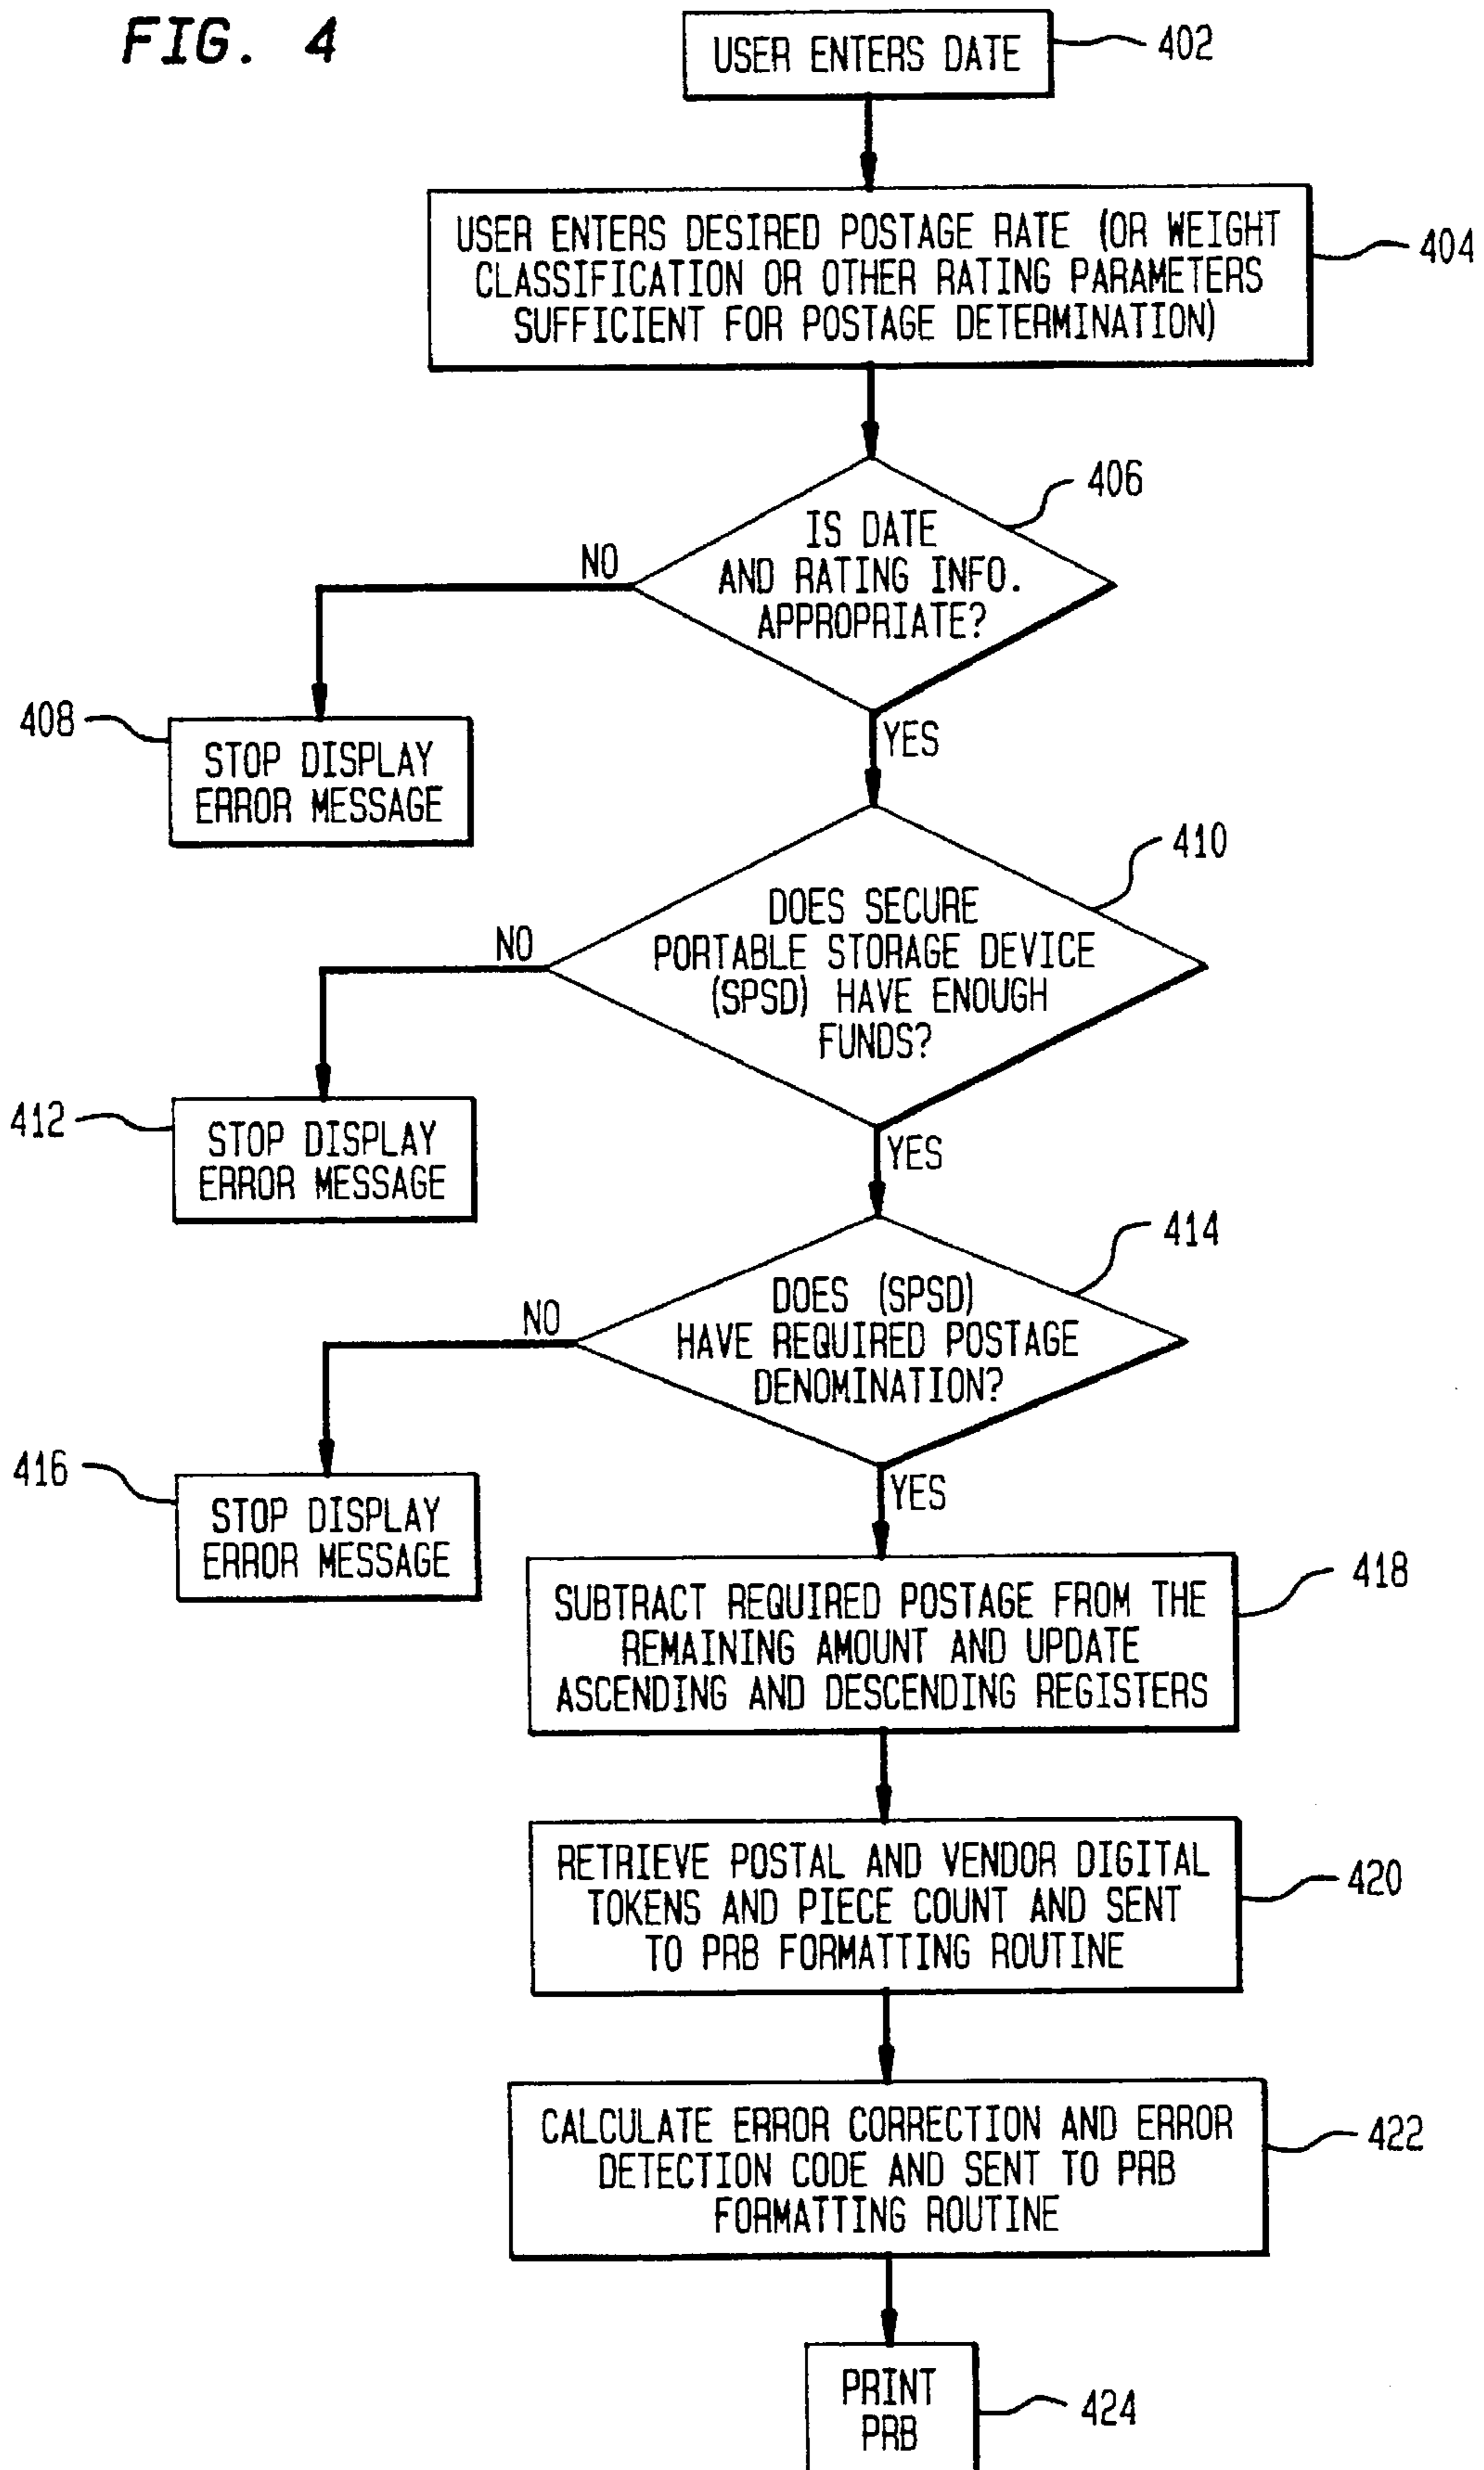 FIG. 4
USER ENTERS DATE
402
USER ENTERS DESIRED POSTAGE RATE (OR WEIGHT
CLASSIFICATION OR OTHER RATING PARAMETERS
SUFFICIENT FOR POSTAGE DETERMINATION)
404
406
IS DATE
AND RATING INFO.
APPROPRIATE?
NO
YES
408
STOP DISPLAY
ERROR MESSAGE
410
DOES SECURE
PORTABLE STORAGE DEVICE
(SPSD) HAVE ENOUGH
FUNDS?
NO
YES
412
STOP DISPLAY
ERROR MESSAGE
414
DOES (SPSD)
HAVE REQUIRED POSTAGE
DENOMINATION?
NO
YES
416
STOP DISPLAY
ERROR MESSAGE
418
SUBTRACT REQUIRED POSTAGE FROM THE
REMAINING AMOUNT AND UPDATE
ASCENDING AND DESCENDING REGISTERS
RETRIEVE POSTAL AND VENDOR DIGITAL
TOKENS AND PIECE COUNT AND SENT
TO PRB FORMATTING ROUTINE
420
CALCULATE ERROR CORRECTION AND ERROR
DETECTION CODE AND SENT TO PRB
FORMATTING ROUTINE
422
PRINT
PRB
424